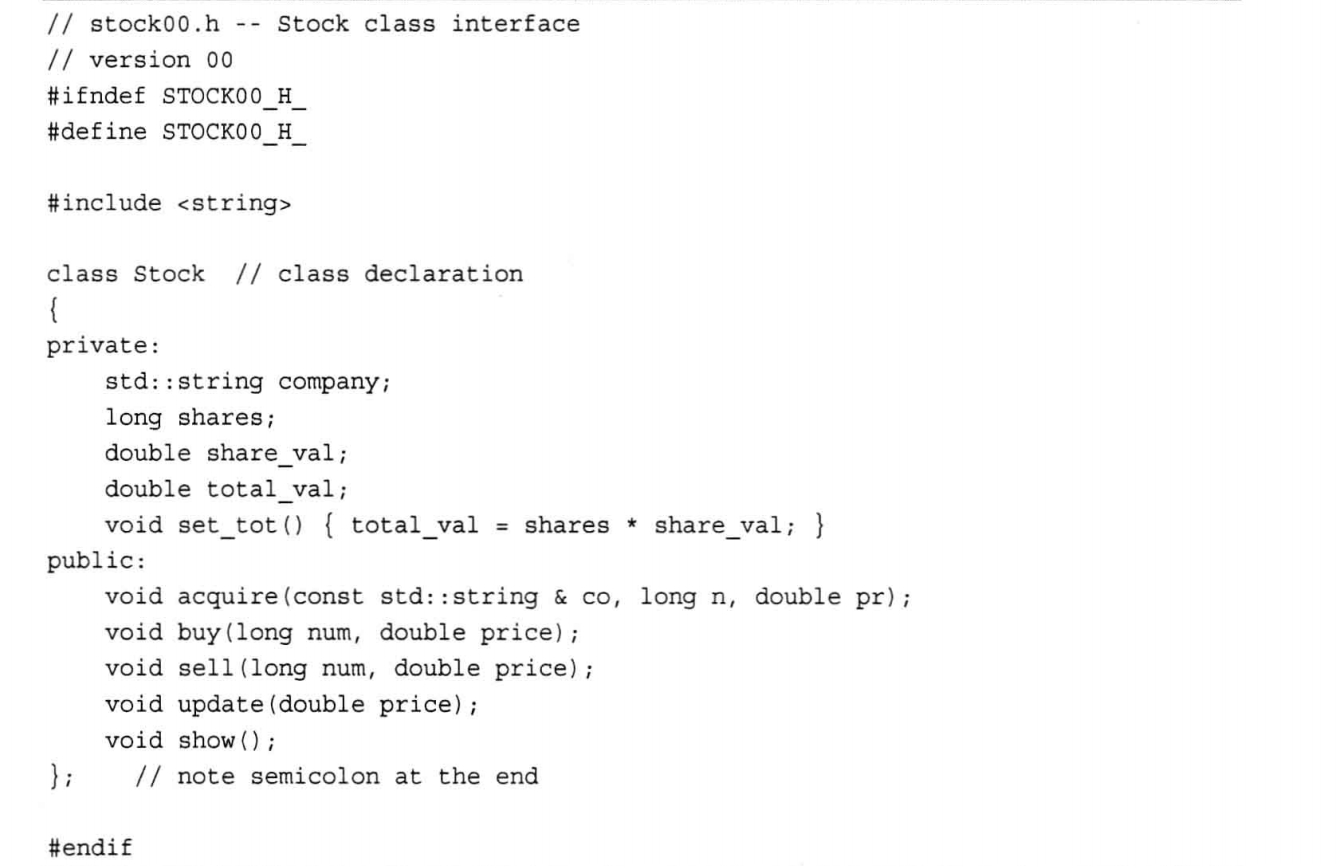 // stock00.h -- Stock class interface
// version 00
#ifndef STOCK00_H_
#define STOCK00_H_
#include <string>
class Stock  // class declaration
{
private:
    std::string company;
    long shares;
    double share_val;
    double total_val;
    void set_tot() { total_val = shares * share_val; }
public:
    void acquire(const std::string & co, long n, double pr);
    void buy(long num, double price);
    void sell(long num, double price);
    void update(double price);
    void show();
};    // note semicolon at the end
#endif